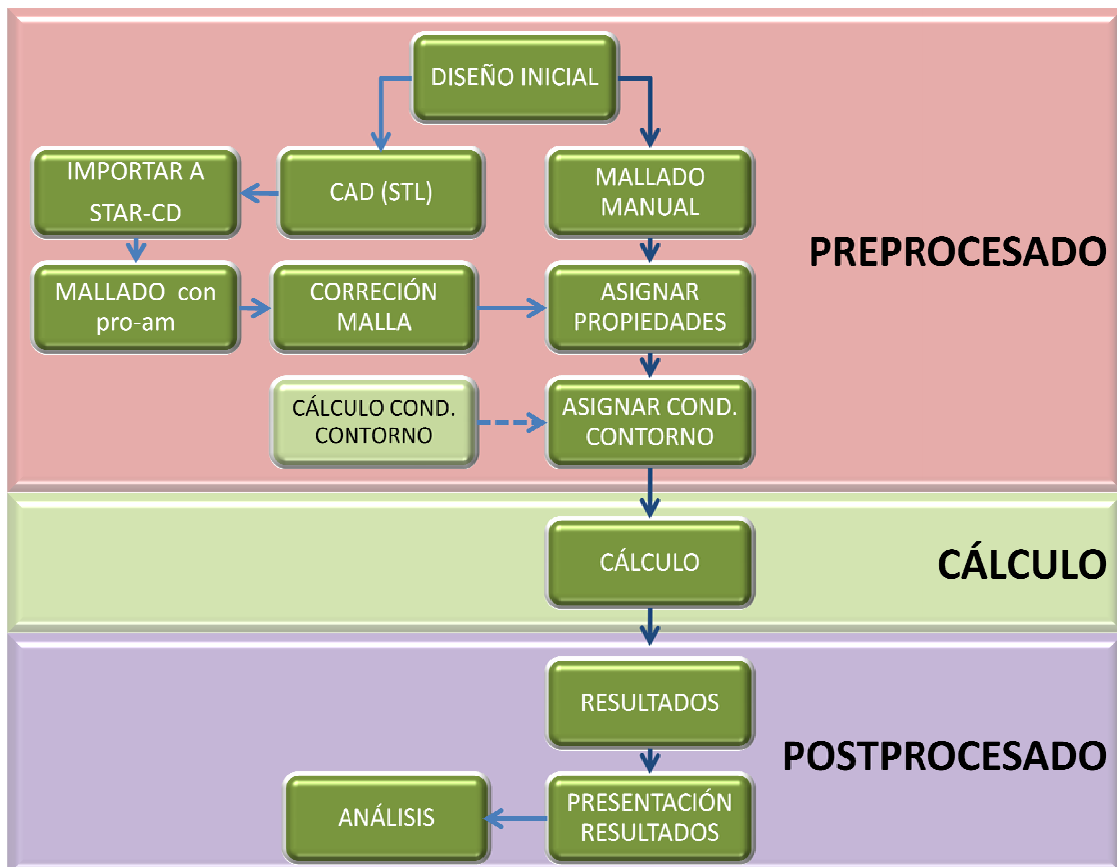 DISEÑO INICIAL
IMPORTAR A
STAR-CD
CAD (STL)
MALLADO
MANUAL
PREPROCESADO
MALLADO con
pro-am
CORRECIÓN
MALLA
ASIGNAR
PROPIEDADES
CÁLCULO COND.
CONTORNO
ASIGNAR COND.
CONTORNO
CÁLCULO
CÁLCULO
RESULTADOS
POSTPROCESADO
ANÁLISIS
PRESENTACIÓN
RESULTADOS